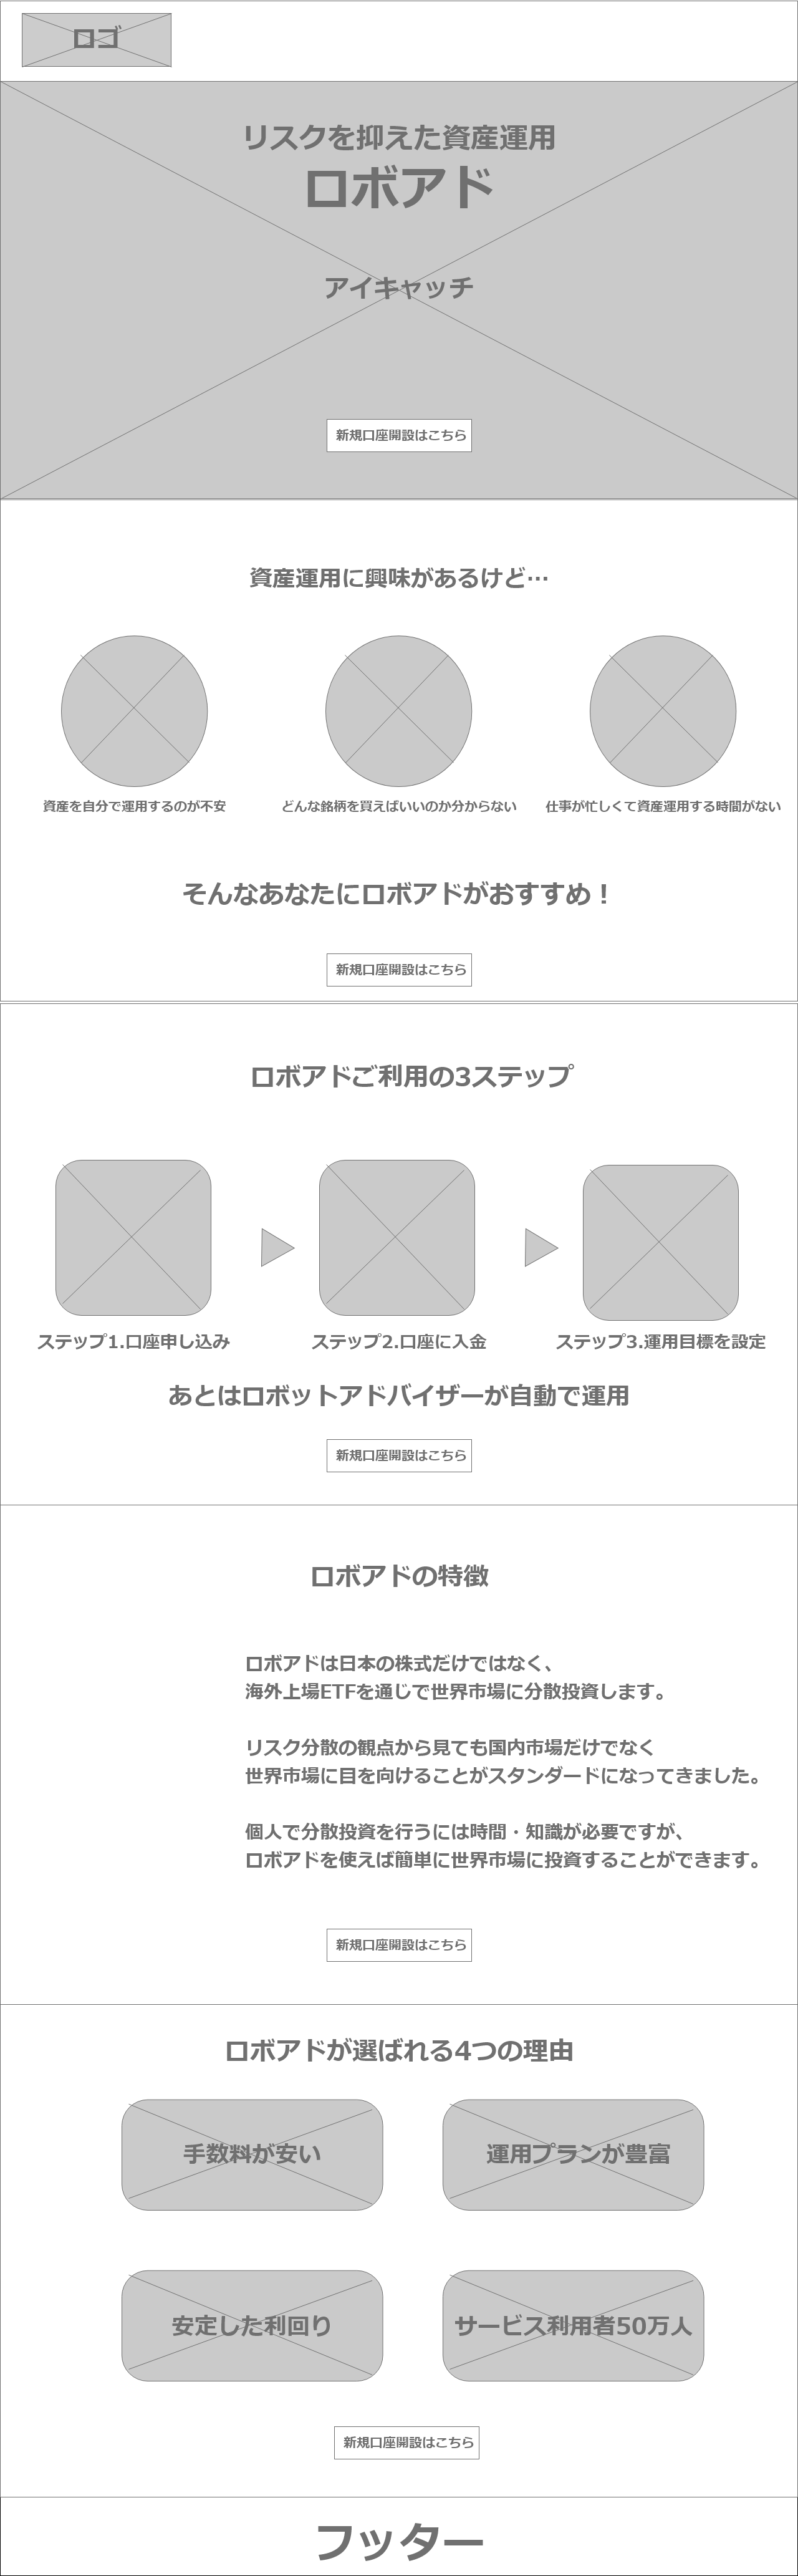 ロゴ
リスクを抑えた資産運用
ロボアド
アイキャッチ
新規口座開設はこちら
資産運用に興味があるけど…
資産を自分で運用するのが不安
どんな銘柄を買えばいいのか分からない
仕事が忙しくて資産運用する時間がない
そんなあなたにロボアドがおすすめ！
新規口座開設はこちら
ロボアドご利用の3ステップ
ステップ1.口座申し込み
ステップ2.口座に入金
ステップ3.運用目標を設定
あとはロボットアドバイザーが自動で運用
新規口座開設はこちら
ロボアドの特徴
ロボアドは日本の株式だけではなく、
海外上場ETFを通じで世界市場に分散投資します。
リスク分散の観点から見ても国内市場だけでなく
世界市場に目を向けることがスタンダードになってきました。
個人で分散投資を行うには時間・知識が必要ですが、
ロボアドを使えば簡単に世界市場に投資することができます。
新規口座開設はこちら
ロボアドが選ばれる4つの理由
手数料が安い
運用プランが豊富
安定した利回り
サービス利用者50万人
新規口座開設はこちら
フッター